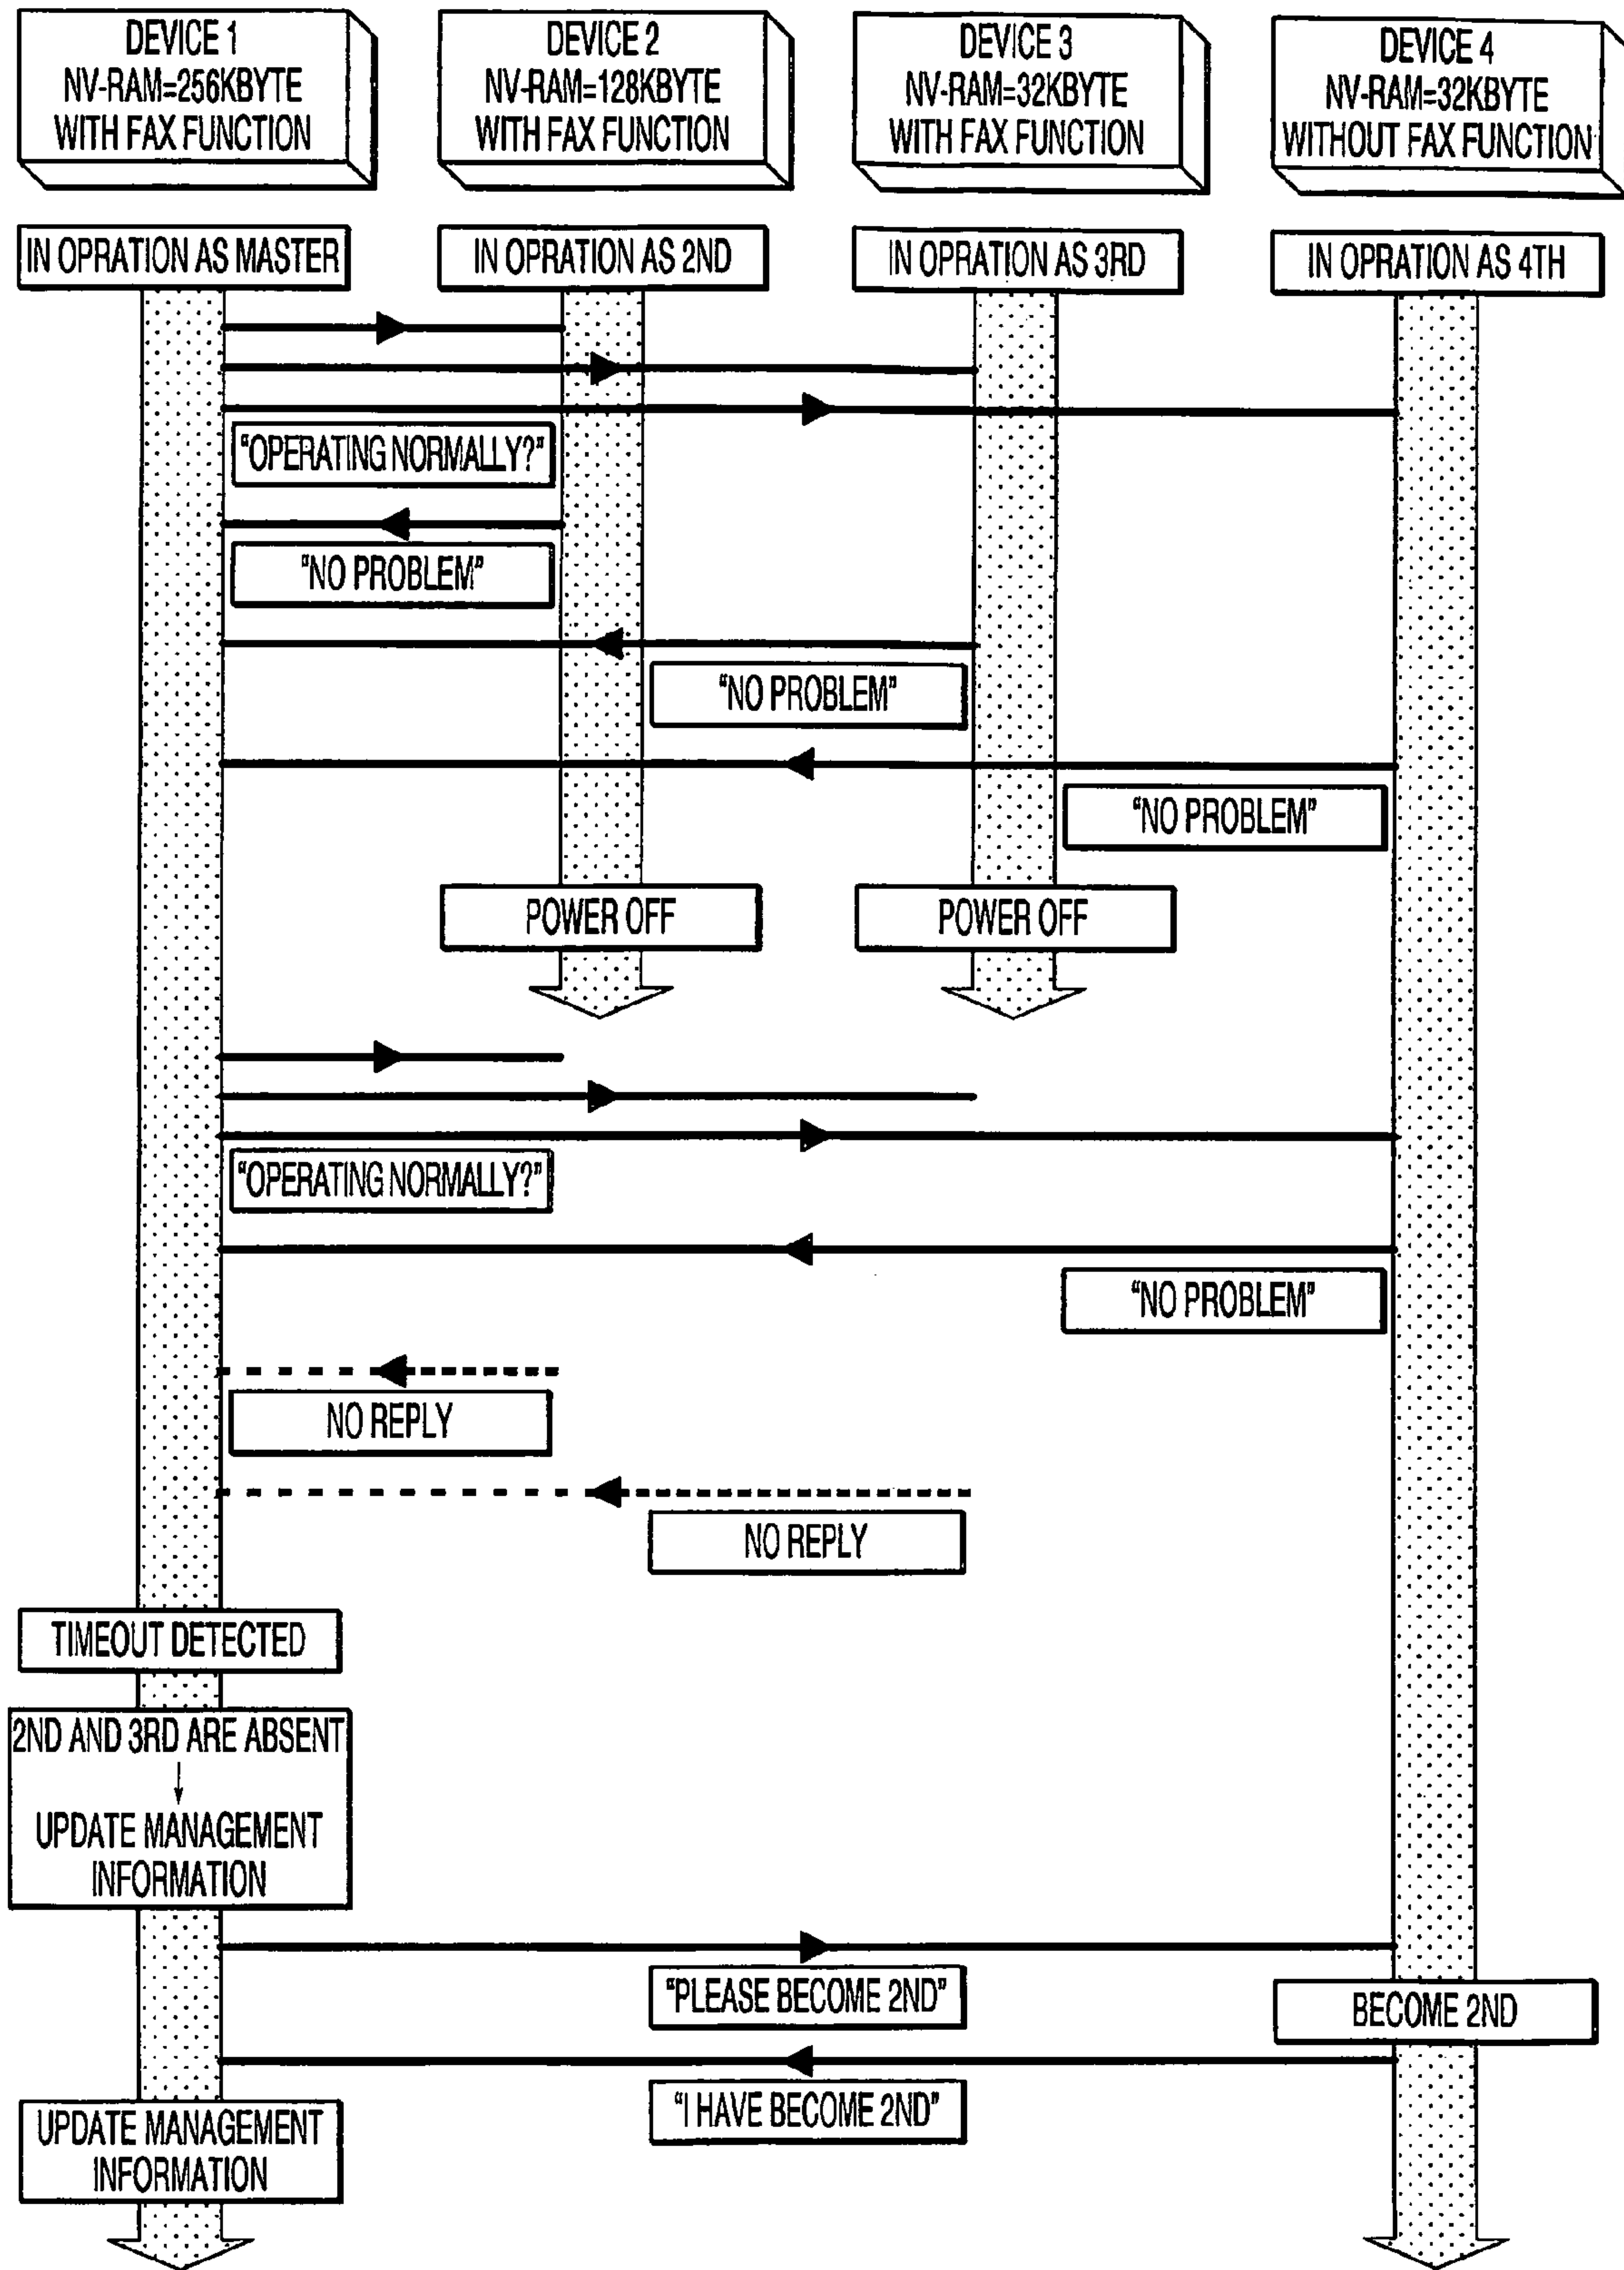 DEVICE 1
NV-RAM=256KBYTE
WITH FAX FUNCTION
DEVICE 2
NV-RAM=128KBYTE
WITH FAX FUNCTION
DEVICE 3
NV-RAM=32KBYTE
WITH FAX FUNCTION
DEVICE 4
NV-RAM=32KBYTE
WITHOUT FAX FUNCTION
IN OPRATION AS MASTER
IN OPRATION AS 2ND
IN OPRATION AS 3RD
IN OPRATION AS 4TH
"OPERATING NORMALLY?"
"NO PROBLEM"
"NO PROBLEM"
"NO PROBLEM"
POWER OFF
POWER OFF
"OPERATING NORMALLY?"
"NO PROBLEM"
NO REPLY
NO REPLY
TIMEOUT DETECTED
2ND AND 3RD ARE ABSENT
UPDATE MANAGEMENT
INFORMATION
"PLEASE BECOME 2ND"
BECOME 2ND
"I HAVE BECOME 2ND"
UPDATE MANAGEMENT
INFORMATION